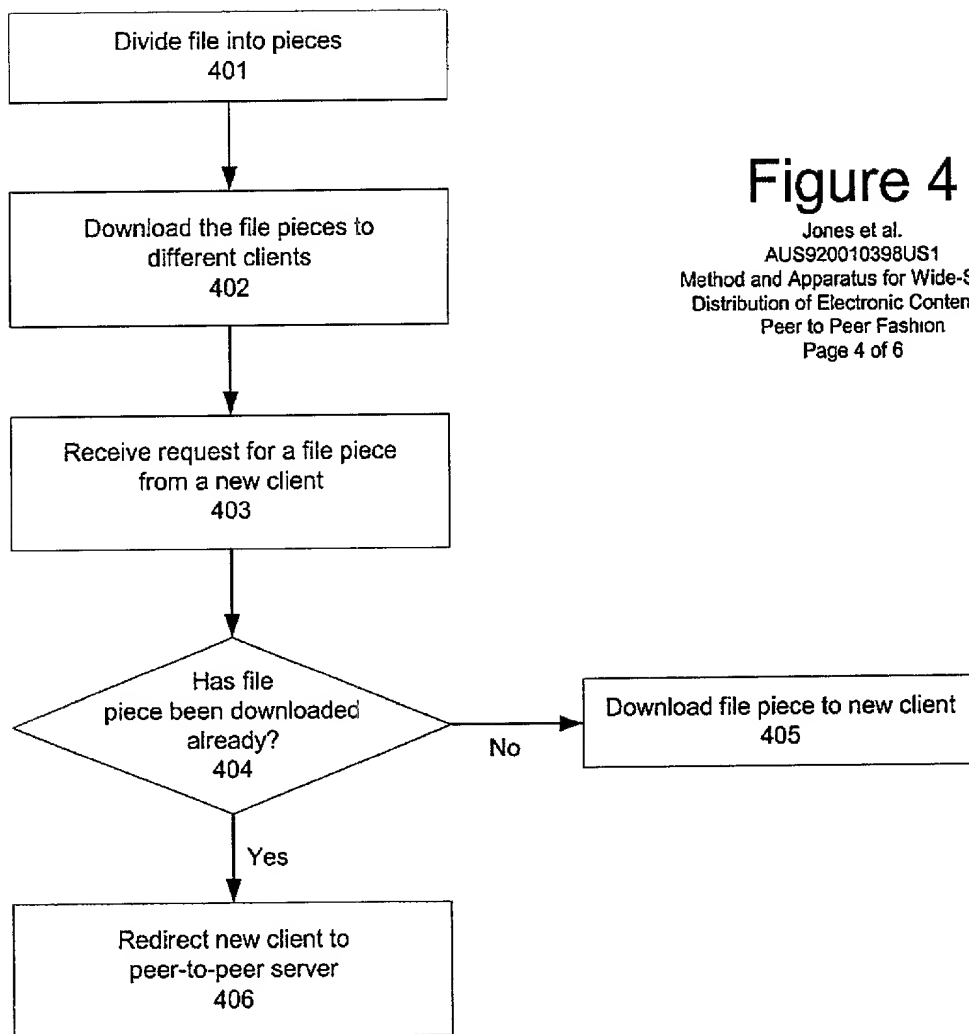 Divide file into pieces
401
Download the file pieces to
different clients
402
Receive request for a file piece
from a new client
403
Has file
piece been downloaded
already?
404
No
Download file piece to new client
405
Yes
Redirect new client to
peer-to-peer server
406
Figure 4
Jones et al.
AUS920010398US1
Method and Apparatus for Wide-S
Distribution of Electronic Conten
Peer to Peer Fashion
Page 4 of 6